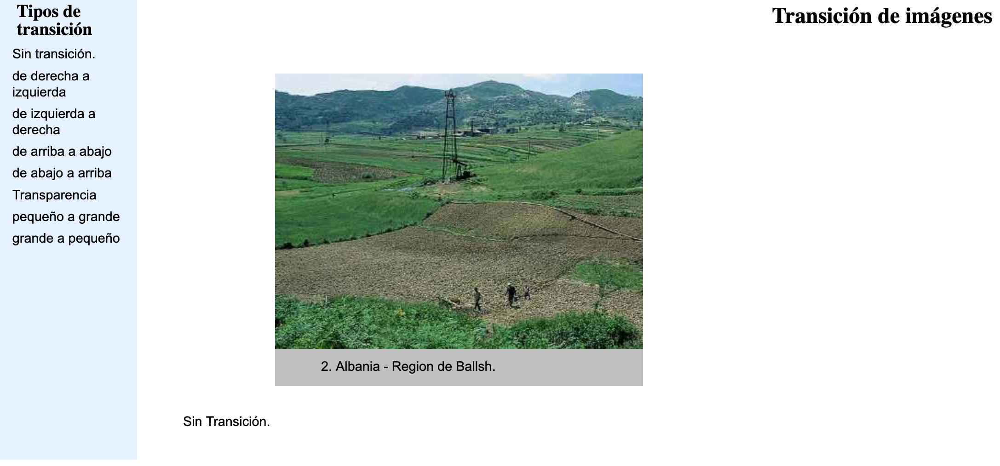 Tipos de
transición
Sin transición.
de derecha a
izquierda
de izquierda a
derecha
de arriba a abajo
de abajo a arriba
Transparencia
pequeño a grande
grande a pequeño
Transición de imágenes
2. Albania - Region de Ballsh.
Sin Transición.